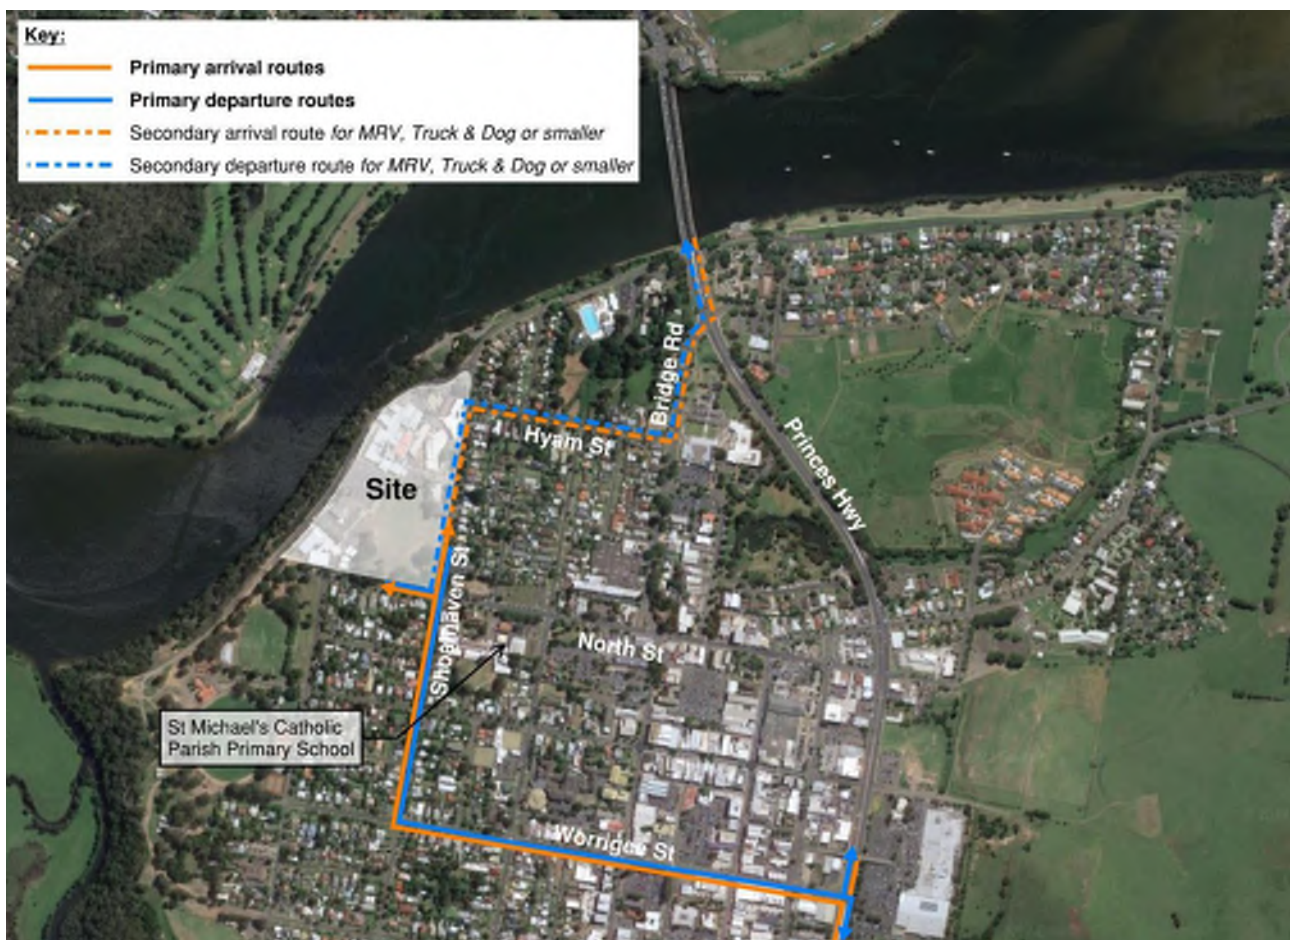 Key:
Primary arrival routes
Primary departure routes
Secondary arrival route for MRV, Truck & Dog or smaller
Secondary departure route for MRV, Truck & Dog or smaller
Bridge Rd
Hyam St
Princes Hwy
Site
Shoalhaven St
North St
St Michael's Catholic
Parish Primary School
Worrigee St